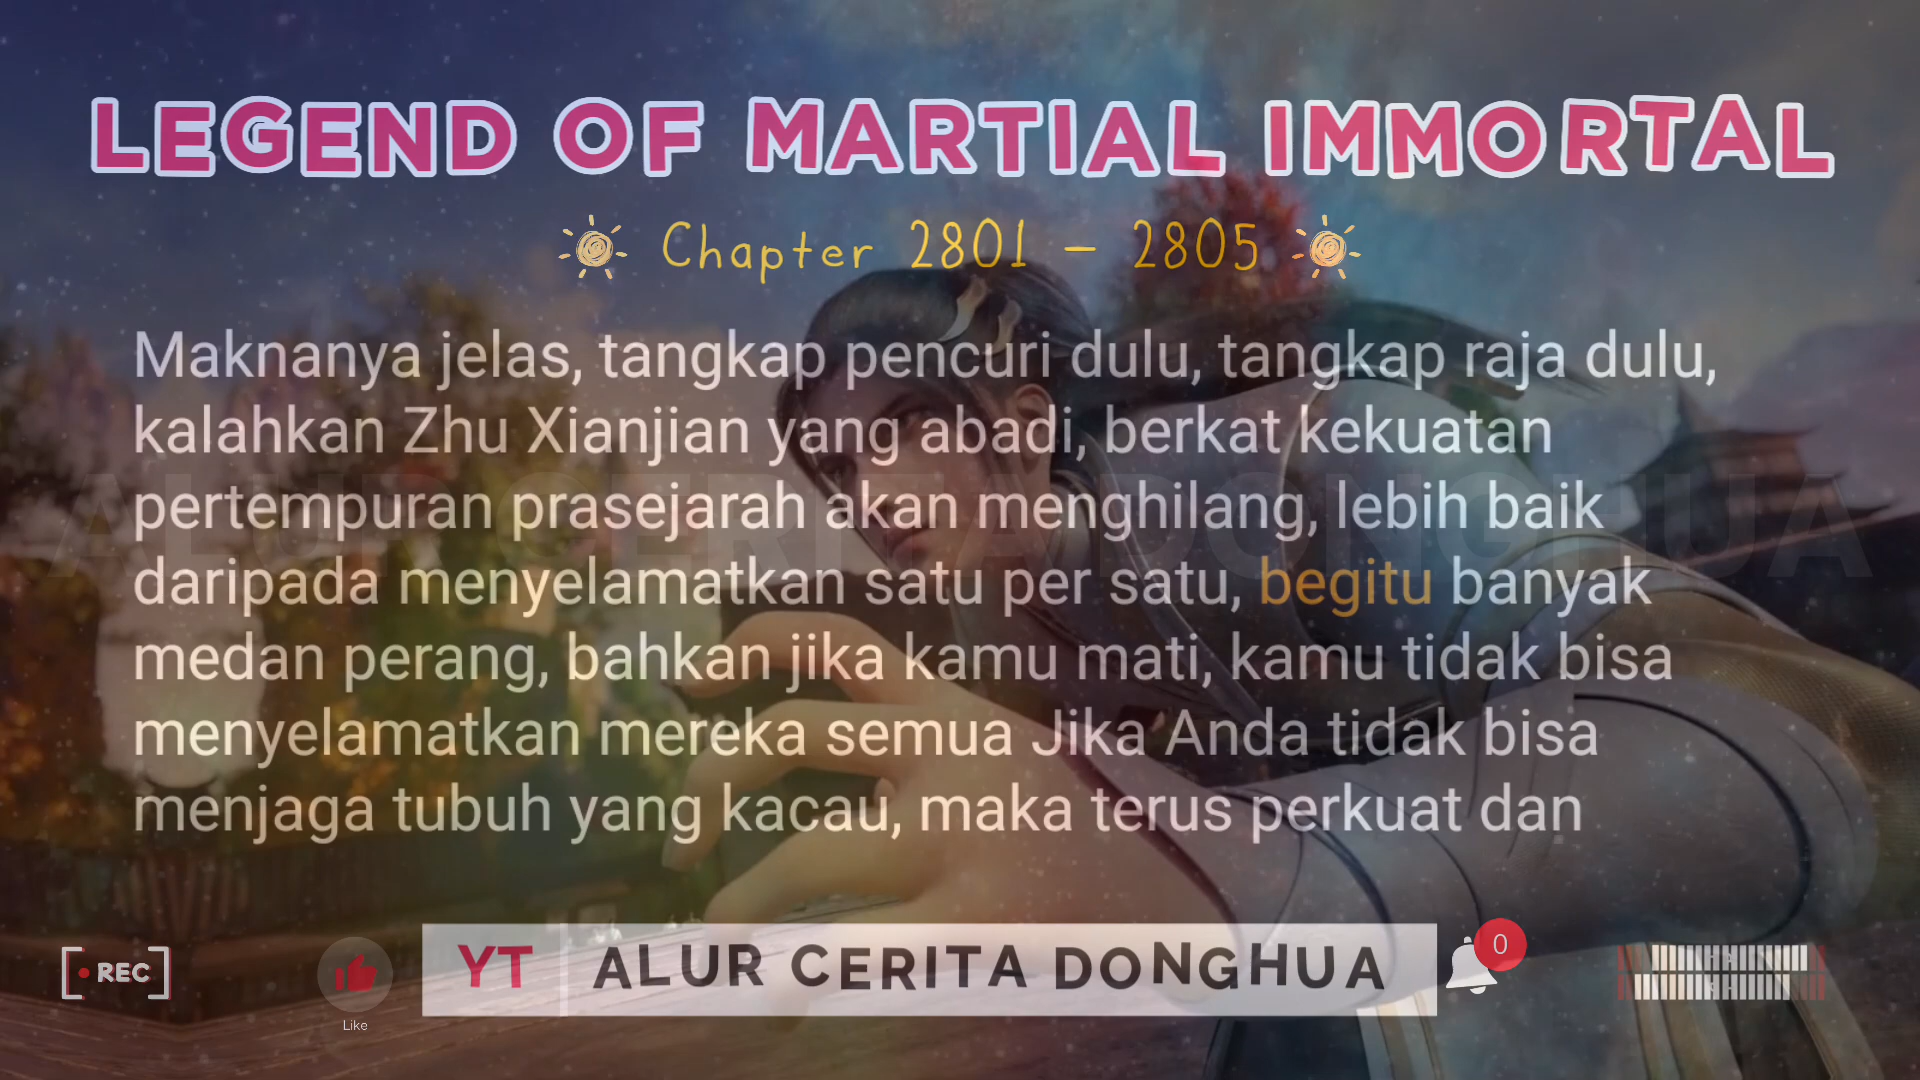 LEGEND OF MARTIAL IMMORTAL
Chapter 2801 – 2805
Maknanya jelas, tangkap pencuri dulu, tangkap raja dulu,
kalahkan Zhu Xianjian yang abadi, berkat kekuatan
pertempuran prasejarah akan menghilang, lebih baik
daripada menyelamatkan satu per satu, begitu banyak
medan perang, bahkan jika kamu mati, kamu tidak bisa
menyelamatkan mereka semua Jika Anda tidak bisa
menjaga tubuh yang kacau, maka terus perkuat dan
ALUR CERITA DONGHUA
REC
Like
YT ALUR CERITA DONGHUA
0